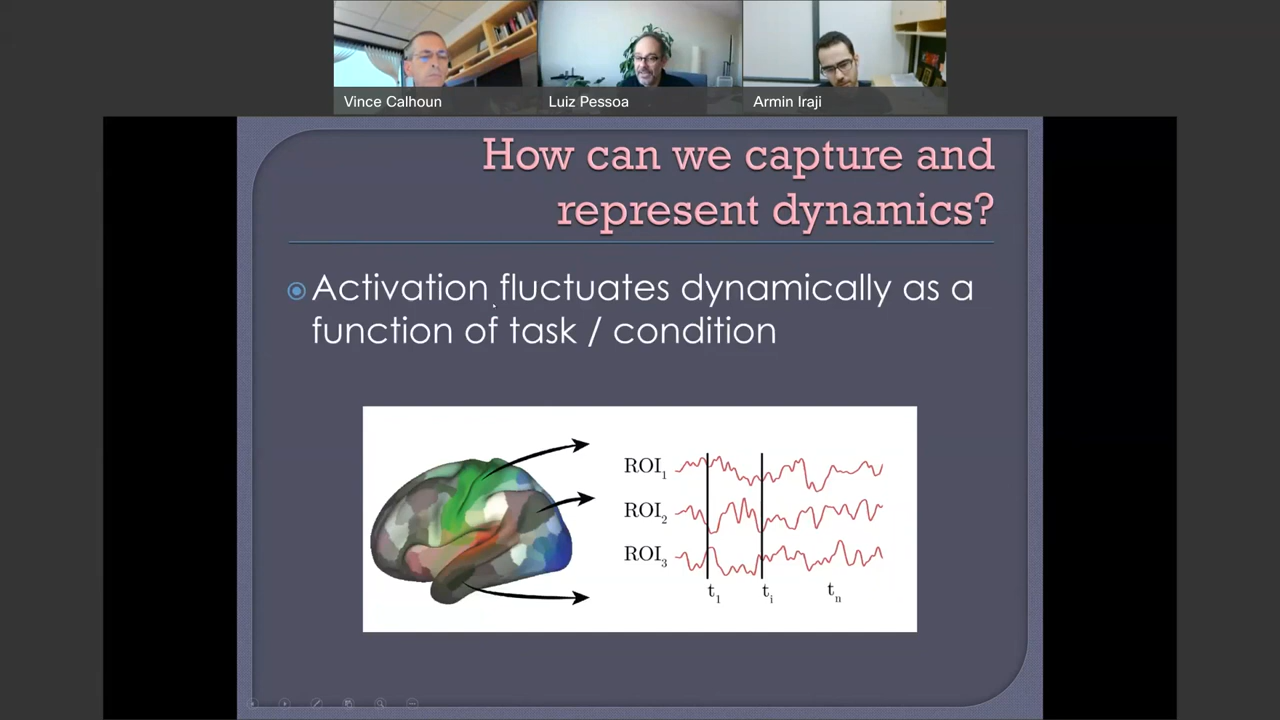 Vince Calhoun
Luiz Pessoa
Armin Iraji
How can we capture and
represent dynamics?
Activation fluctuates dynamically as a
function of task / condition
ROI1
ROI2
ROI3
t1
ti
tn